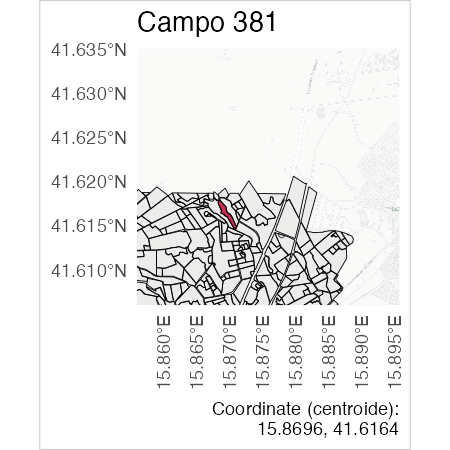 Campo 381
41.635°N
41.630°N
41.625°N
41.620°N
41.615°N
41.610°N
15.860°E
15.865°E
15.870°E
15.875°E
15.880°E
15.885°E
15.890°E
15.895°E
Coordinate (centroide):
15.8696, 41.6164